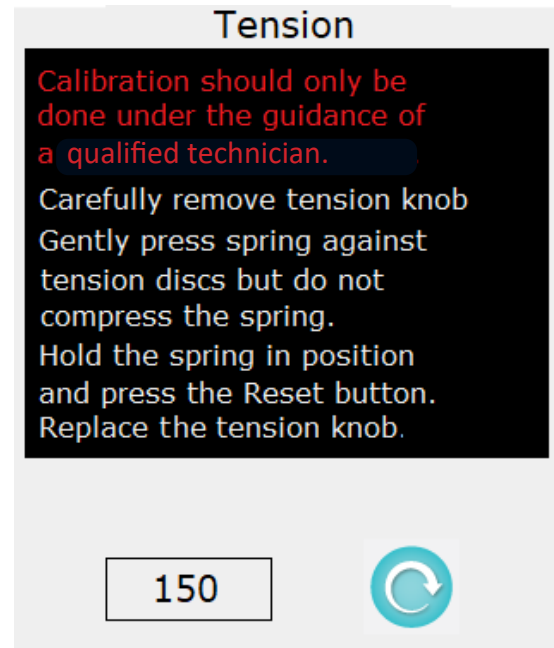 Tension
Calibration should only be
done under the guidance of
a qualified technician.
Carefully remove tension knob
Gently press spring against
tension discs but do not
compress the spring.
Hold the spring in position
and press the Reset button.
Replace the tension knob.
150